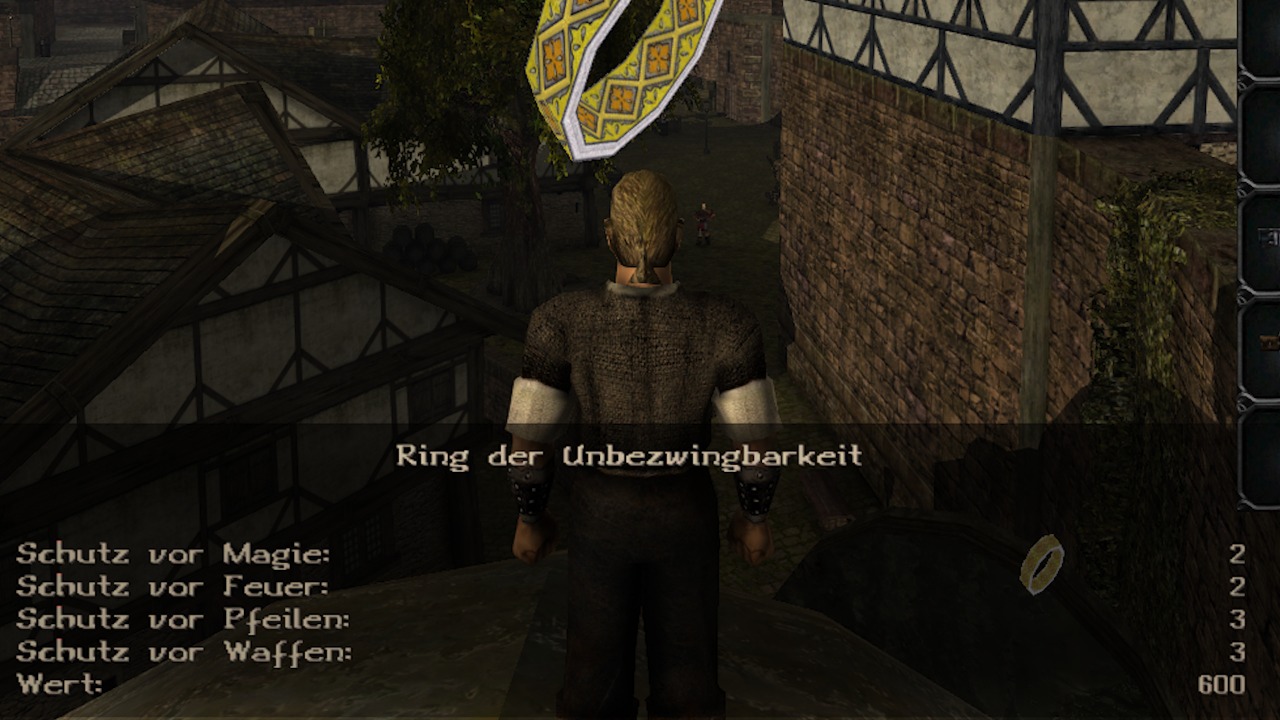 Ring der Unbezwingbarkeit
Schutz vor Magie: 2
Schutz vor Feuer: 2
Schutz vor Pfeilen: 3
Schutz vor Waffen: 3
Wert: 600